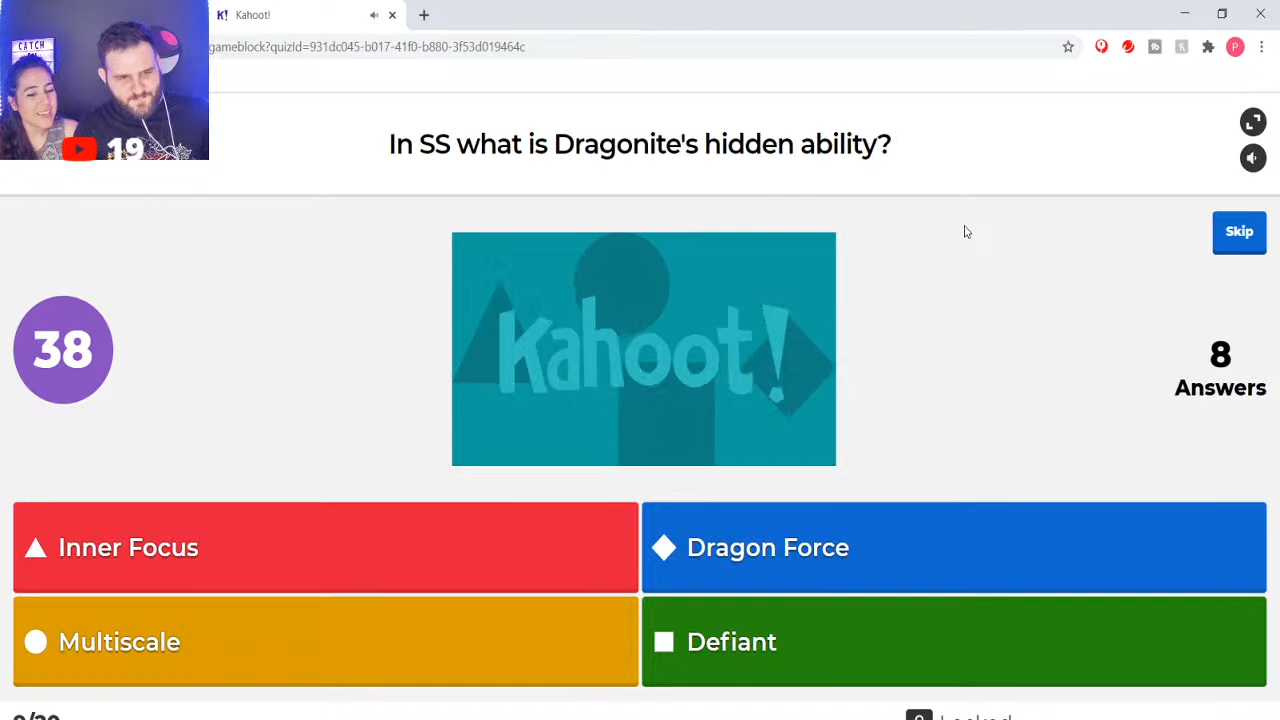 K! Kahoot!
gameblock?quizId=931dc045-b017-41f0-b880-3f53d019464c
CATCH
19
In SS what is Dragonite's hidden ability?
Skip
38
Kahoot!
8
Answers
Inner Focus
Dragon Force
Multiscale
Defiant